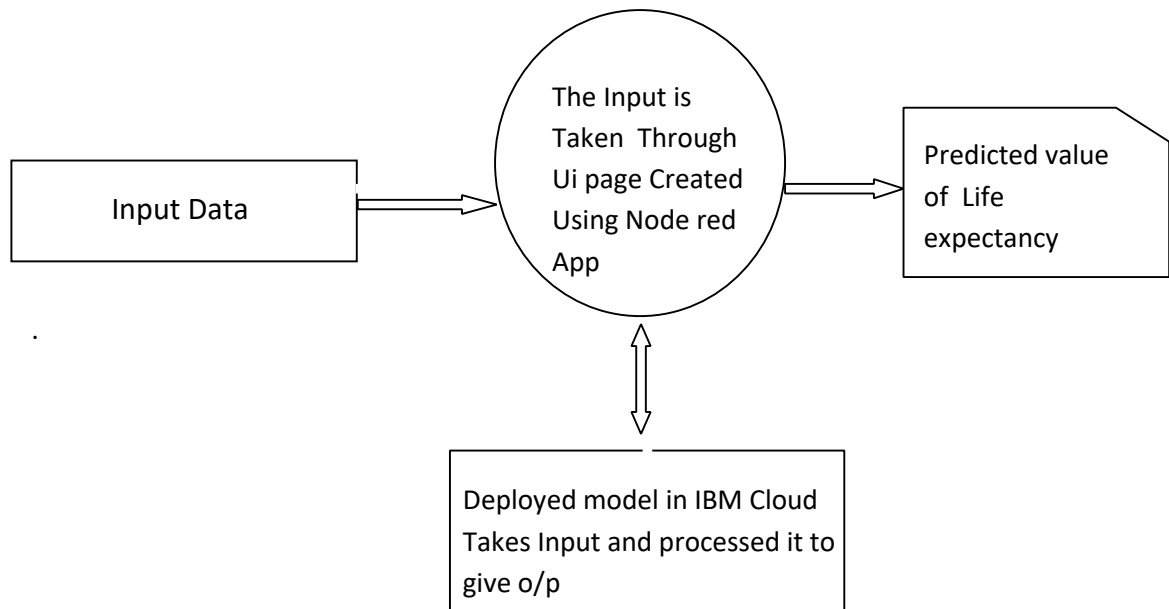 Input Data
The Input is
Taken  Through
Ui page Created
Using Node red
App
Predicted value
of  Life
expectancy
.
Deployed model in IBM Cloud
Takes Input and processed it to
give o/p